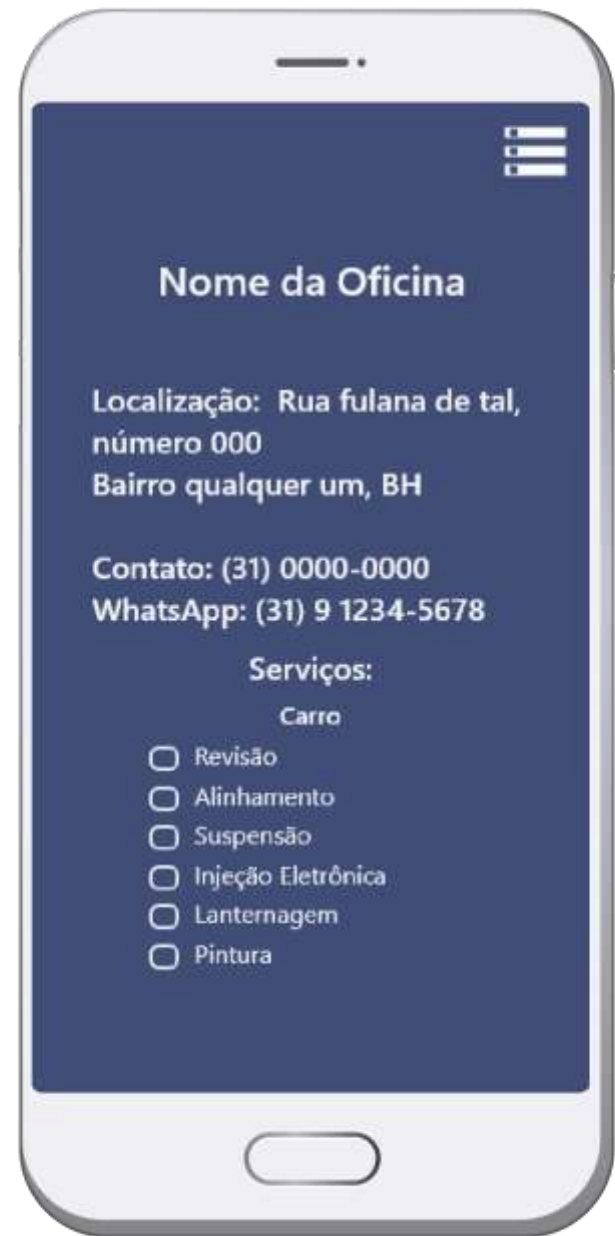 Nome da Oficina
Localização: Rua fulana de tal,
número 000
Bairro qualquer um, BH
Contato: (31) 0000-0000
WhatsApp: (31) 9 1234-5678
Serviços:
Carro
Revisão
Alinhamento
Suspensão
Injeção Eletrônica
Lanternagem
Pintura